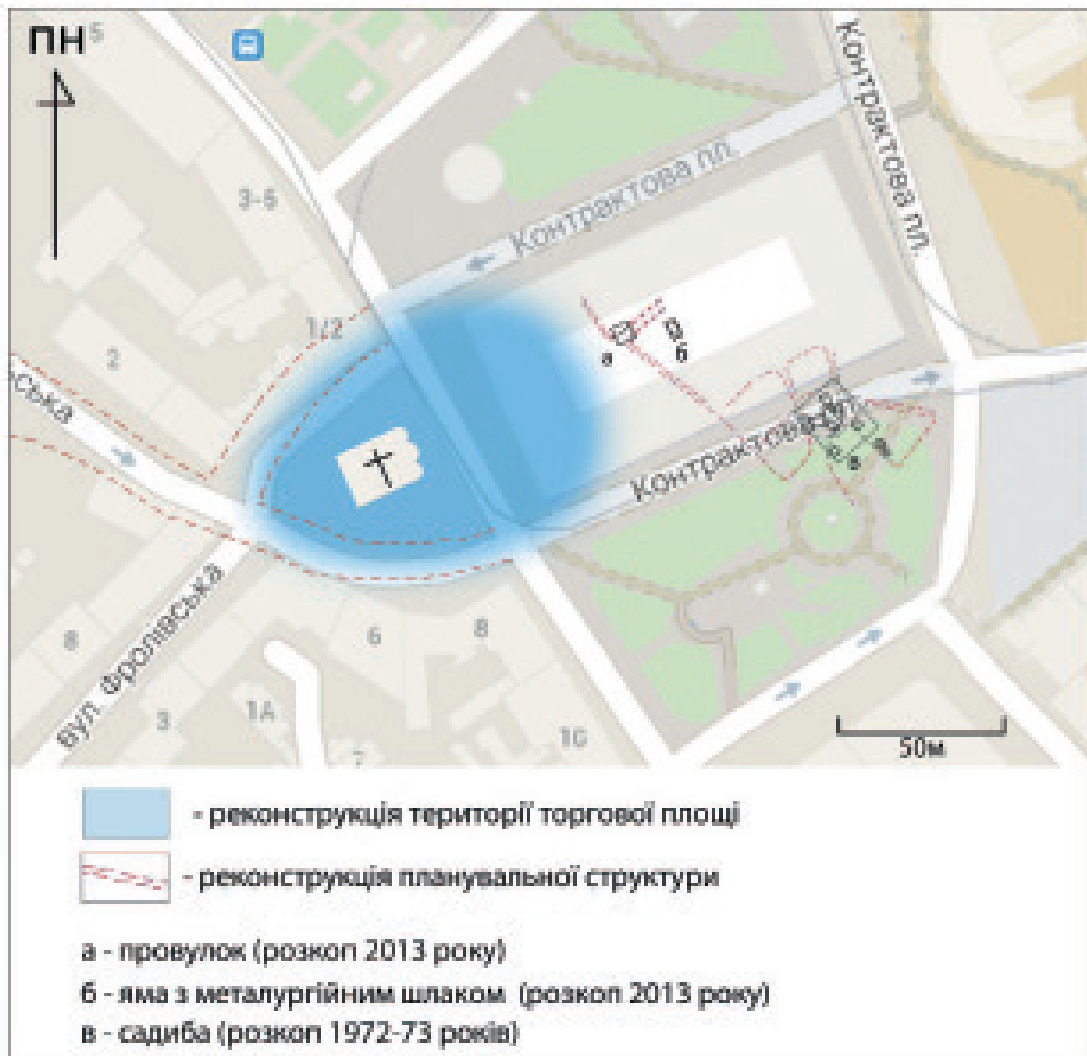 ПН 5
3-5
Контрактова пл.
Контрактова пл.
1/2
2
ська
а
б
Контрактова пл.
в
вул. Фролівська
8
6
8
3
1А
7
1С
50м
- реконструкція території торгової площі
- реконструкція планувальної структури
а - провулок (розкоп 2013 року)
б - яма з металургійним шлаком (розкоп 2013 року)
в - садиба (розкоп 1972-73 років)